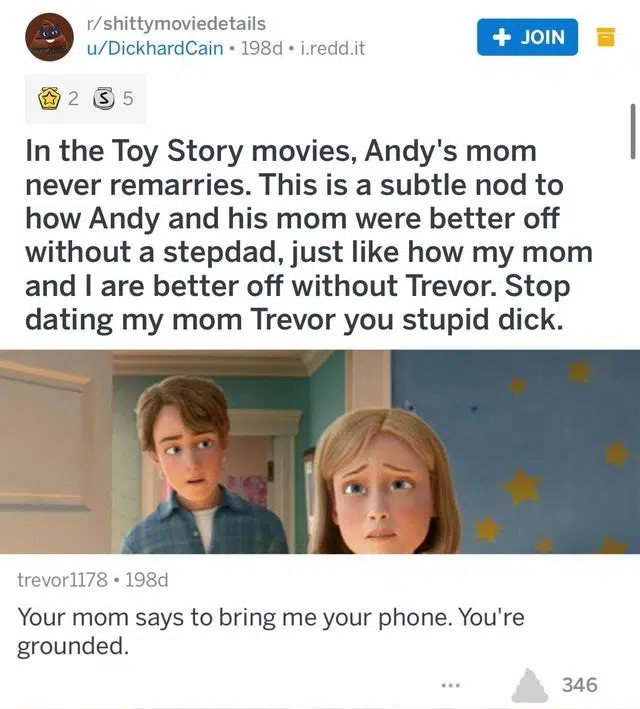 r/shittymoviedetails
u/DickhardCain • 198d • i.redd.it
+ JOIN
2 S 5
In the Toy Story movies, Andy's mom
never remarries. This is a subtle nod to
how Andy and his mom were better off
without a stepdad, just like how my mom
and I are better off without Trevor. Stop
dating my mom Trevor you stupid dick.
trevor1178 • 198d
Your mom says to bring me your phone. You're
grounded.
... 346